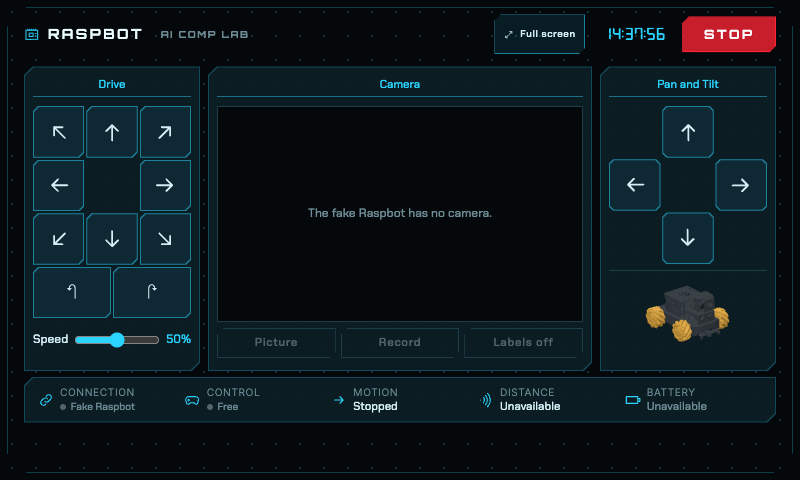 RASPBOT AI COMP LAB
Full screen
14:37:56
STOP
Drive
Speed 50%
Camera
The fake Raspbot has no camera.
Picture Record Labels off
Pan and Tilt
CONNECTION
Fake Raspbot
CONTROL
Free
MOTION
Stopped
DISTANCE
Unavailable
BATTERY
Unavailable